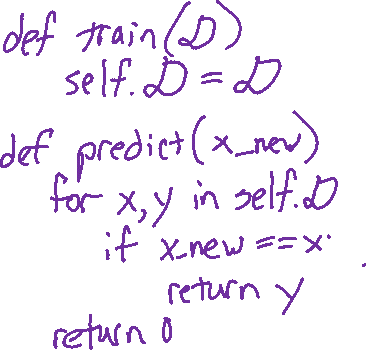 def train(D)
self.D = D
def predict(x_new)
for x,y in self.D
if x_new == x
return y
return 0